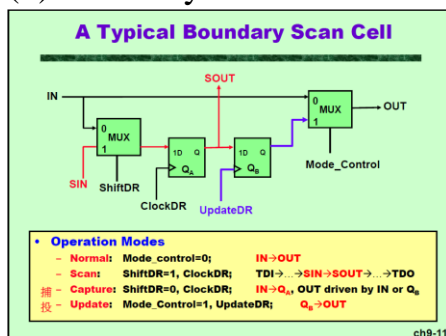 A Typical Boundary Scan Cell
SOUT
IN
OUT
0
MUX
1
0
MUX
1
1D Q
QA
1D Q
QB
SIN
ShiftDR
Mode_Control
ClockDR
UpdateDR
• Operation Modes
– Normal: Mode_control=0; IN→OUT
– Scan: ShiftDR=1, ClockDR; TDI→...→SIN→SOUT→...→TDO
捕 – Capture: ShiftDR=0, ClockDR; IN→QA, OUT driven by IN or QB
投 – Update: Mode_Control=1, UpdateDR; QB→OUT
ch9-11